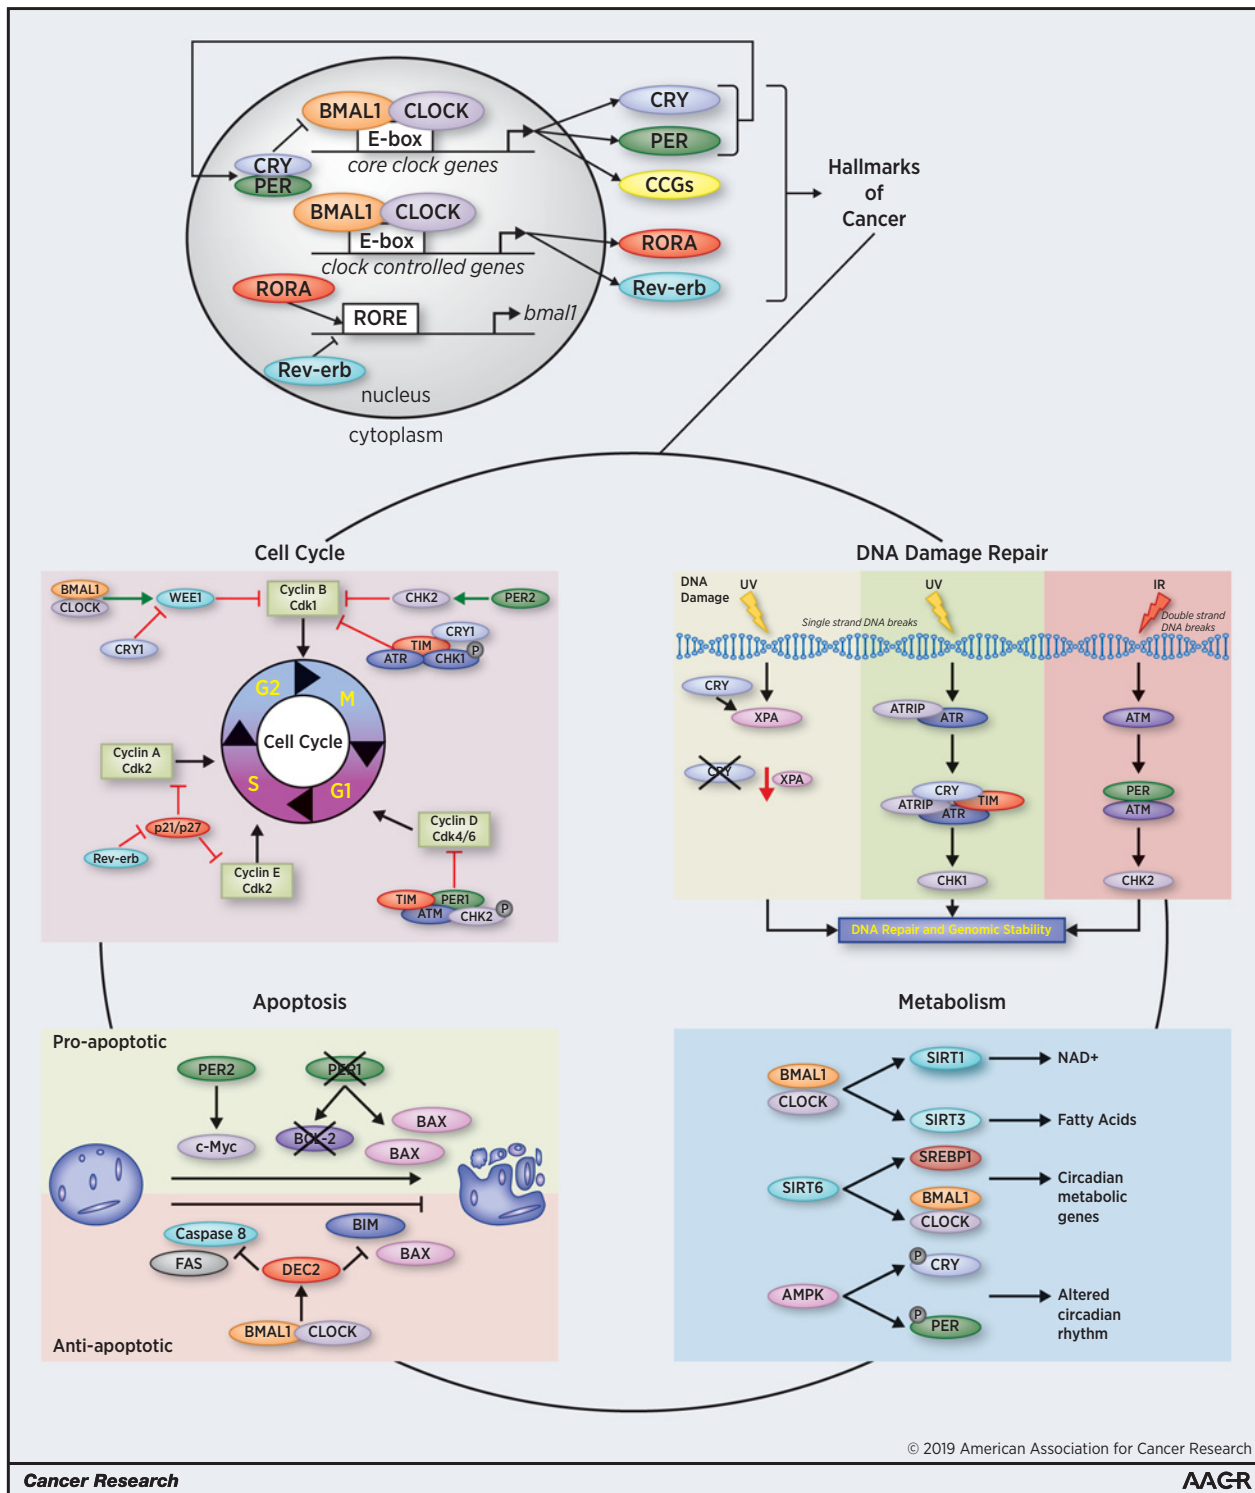 BMAL1
CLOCK
E-box
core clock genes
CRY
PER
CRY
PER
CCGs
BMAL1
CLOCK
E-box
clock controlled genes
RORA
Rev-erb
RORA
RORE
bmal1
Rev-erb
nucleus
cytoplasm
Hallmarks
of
Cancer
Cell Cycle
BMAL1
CLOCK
WEE1
Cyclin B
Cdk1
CHK2
PER2
CRY1
CRY1
TIM
ATR
CHK1
P
G2
M
Cell Cycle
S
G1
Cyclin A
Cdk2
p21/p27
Rev-erb
Cyclin E
Cdk2
Cyclin D
Cdk4/6
TIM
PER1
ATM
CHK2
P
DNA Damage Repair
DNA
Damage
UV
UV
IR
Single strand DNA breaks
Double strand
DNA breaks
CRY
XPA
CRY
XPA
ATRIP
ATR
CRY
ATRIP
TIM
ATR
CHK1
ATM
PER
ATM
CHK2
DNA Repair and Genomic Stability
Apoptosis
Pro-apoptotic
PER2
PER1
c-Myc
BCL-2
BAX
BAX
Caspase 8
FAS
DEC2
BIM
BAX
BMAL1
CLOCK
Anti-apoptotic
Metabolism
BMAL1
CLOCK
SIRT1
NAD+
SIRT3
Fatty Acids
SIRT6
SREBP1
BMAL1
CLOCK
Circadian
metabolic
genes
AMPK
P
CRY
P
PER
Altered
circadian
rhythm
© 2019 American Association for Cancer Research
Cancer Research
AACR